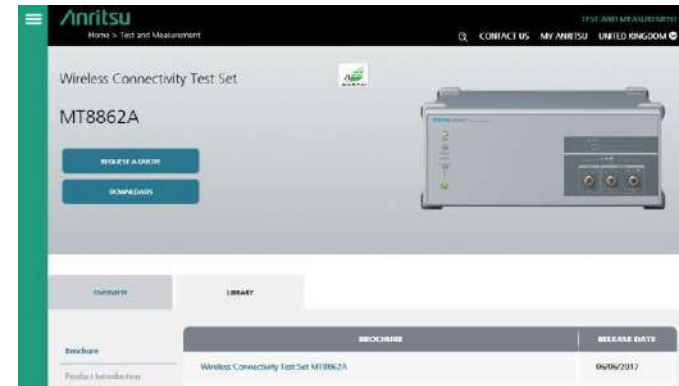 Anritsu
TEST AND MEASUREMENT
Home > Test and Measurement
CONTACT US MY ANRITSU UNITED KINGDOM
Wireless Connectivity Test Set
MT8862A
REQUEST A QUOTE
DOWNLOADS
OVERVIEW LIBRARY
BROCHURE RELEASE DATE
Brochure
Wireless Connectivity Test Set MT8862A 06/06/2017
Product Introduction